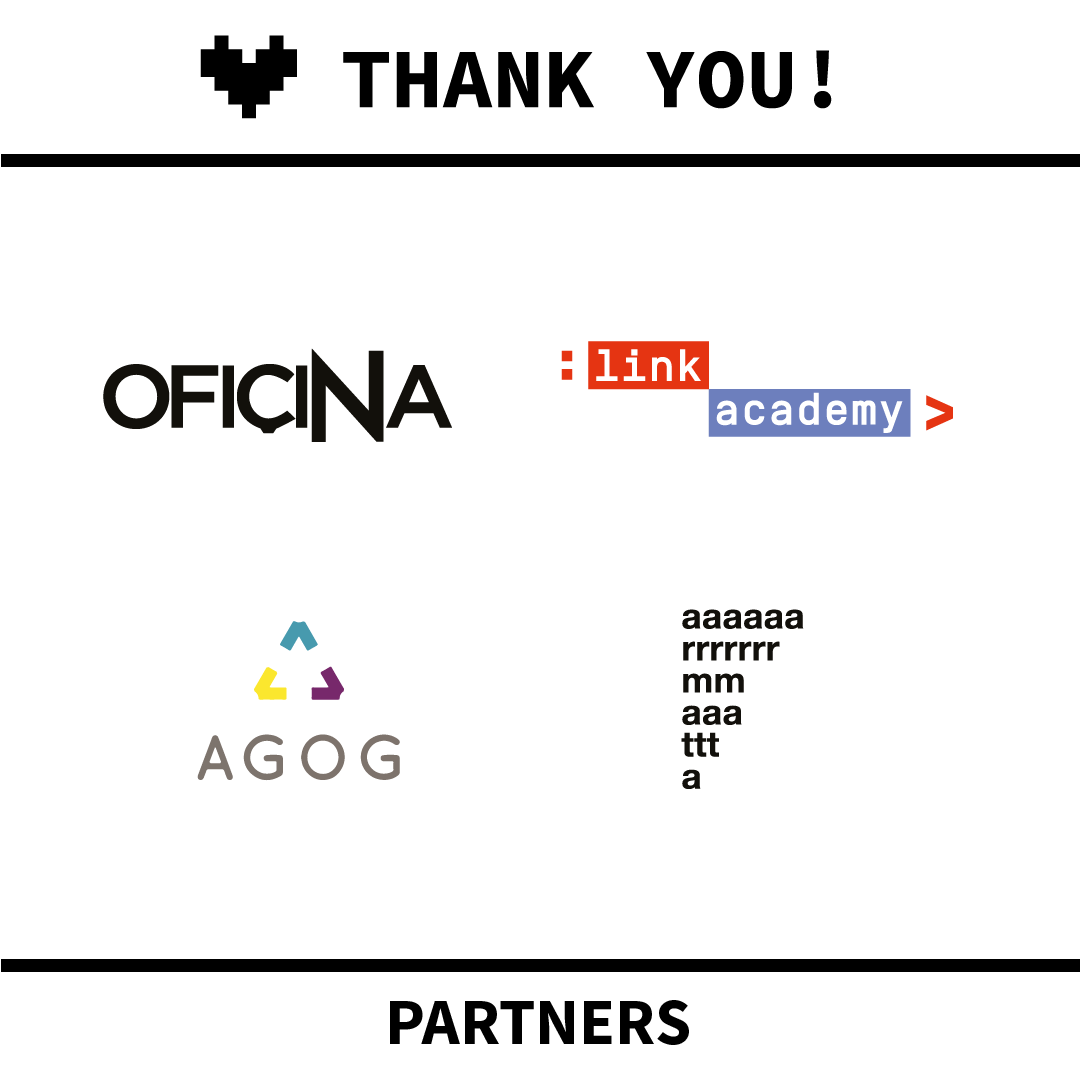 THANK YOU!
OFIÇINA
:link
academy>
AGOG
aaaaaa
rrrrrrr
mm
aaa
ttt
a
PARTNERS